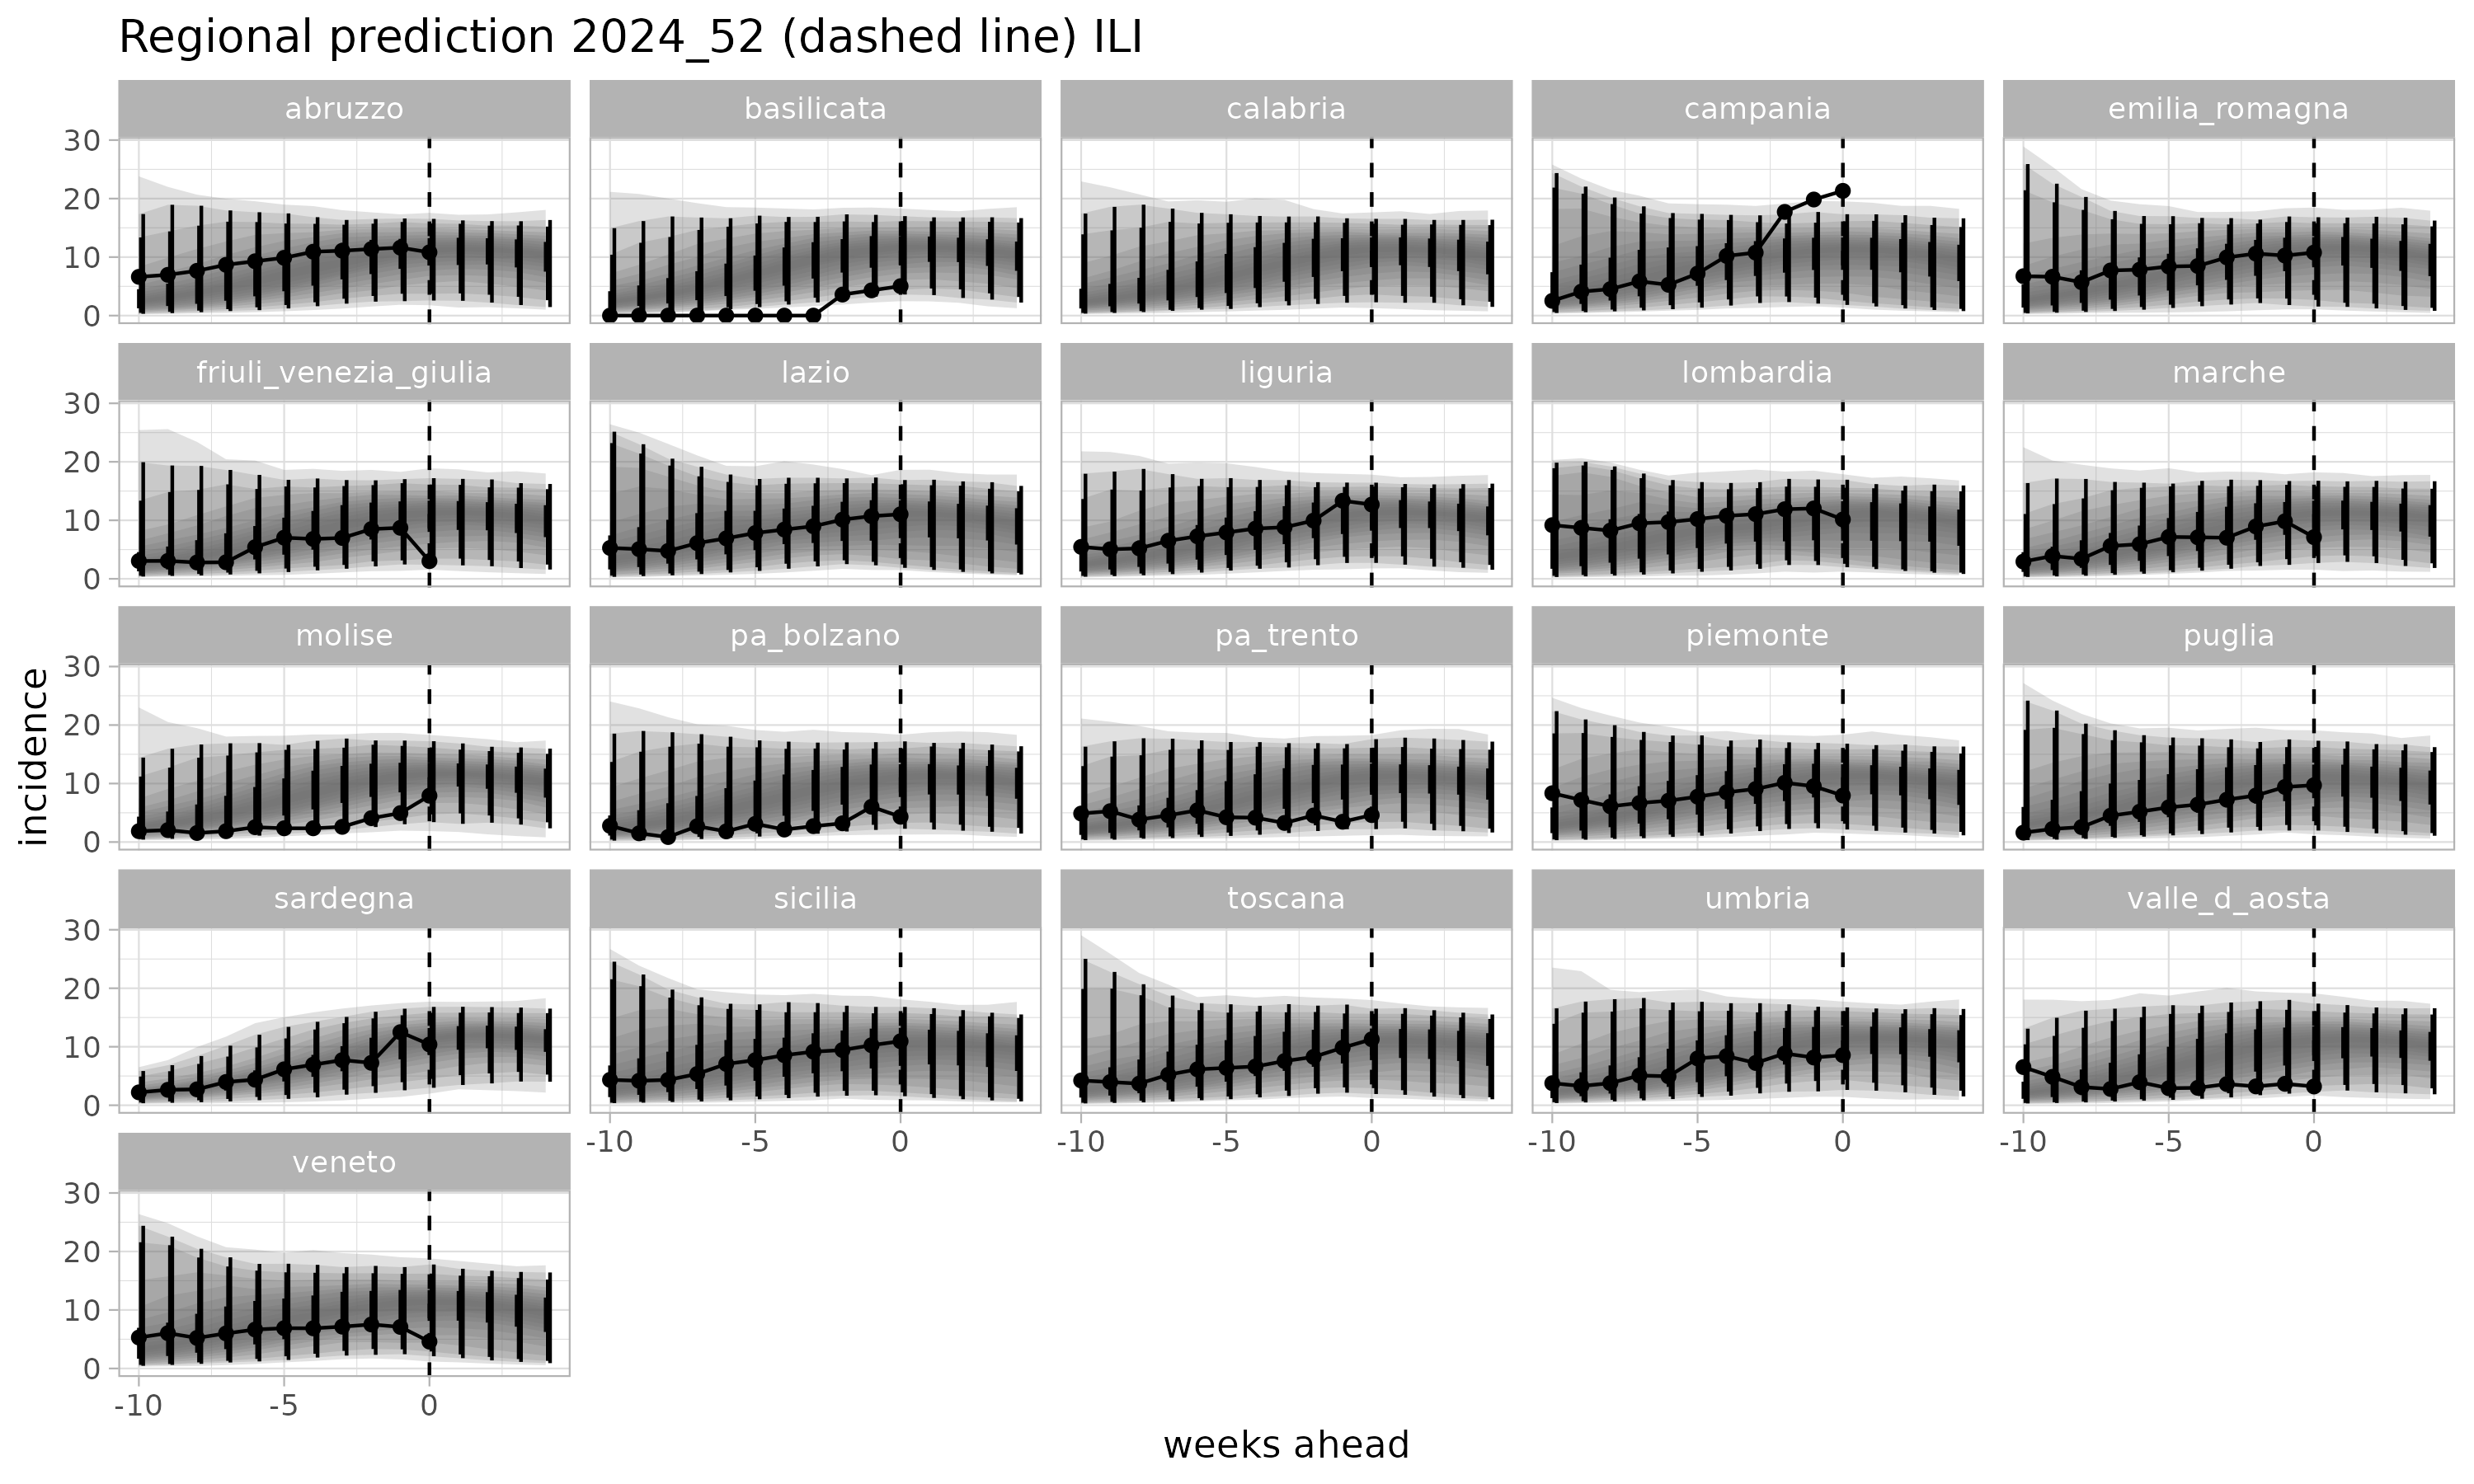 Regional prediction 2024_52 (dashed line) ILI
abruzzo basilicata calabria campania emilia_romagna
30
20
10
0
friuli_venezia_giulia lazio liguria lombardia marche
30
20
10
0
molise pa_bolzano pa_trento piemonte puglia
30
20
10
0
sardegna sicilia toscana umbria valle_d_aosta
30
20
10
0
-10 -5 0 -10 -5 0 -10 -5 0 -10 -5 0
veneto
30
20
10
0
-10 -5 0
incidence
weeks ahead